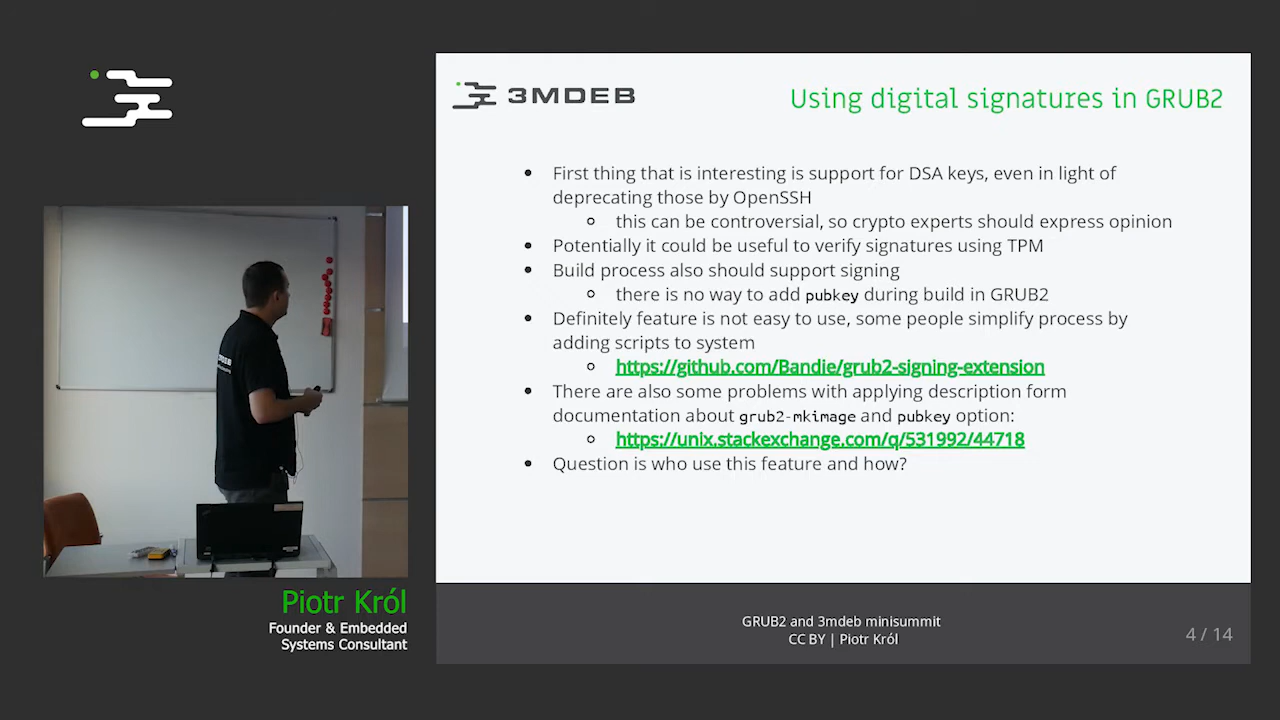 3MDEB
Using digital signatures in GRUB2
First thing that is interesting is support for DSA keys, even in light of
deprecating those by OpenSSH
this can be controversial, so crypto experts should express opinion
Potentially it could be useful to verify signatures using TPM
Build process also should support signing
there is no way to add pubkey during build in GRUB2
Definitely feature is not easy to use, some people simplify process by
adding scripts to system
https://github.com/Bandie/grub2-signing-extension
There are also some problems with applying description form
documentation about grub2-mkimage and pubkey option:
https://unix.stackexchange.com/q/531992/44718
Question is who use this feature and how?
Piotr Król
Founder & Embedded
Systems Consultant
GRUB2 and 3mdeb minisummit
CC BY | Piotr Król
4 / 14